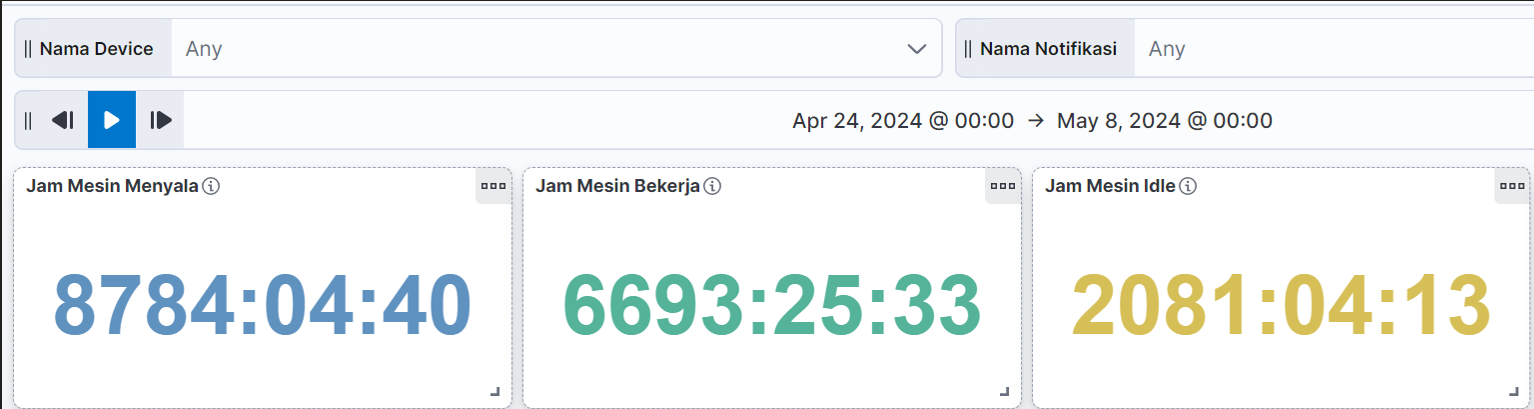 Nama Device Any Nama Notifikasi Any
Apr 24, 2024 @ 00:00 → May 8, 2024 @ 00:00
Jam Mesin Menyala Jam Mesin Bekerja Jam Mesin Idle
8784:04:40 6693:25:33 2081:04:13